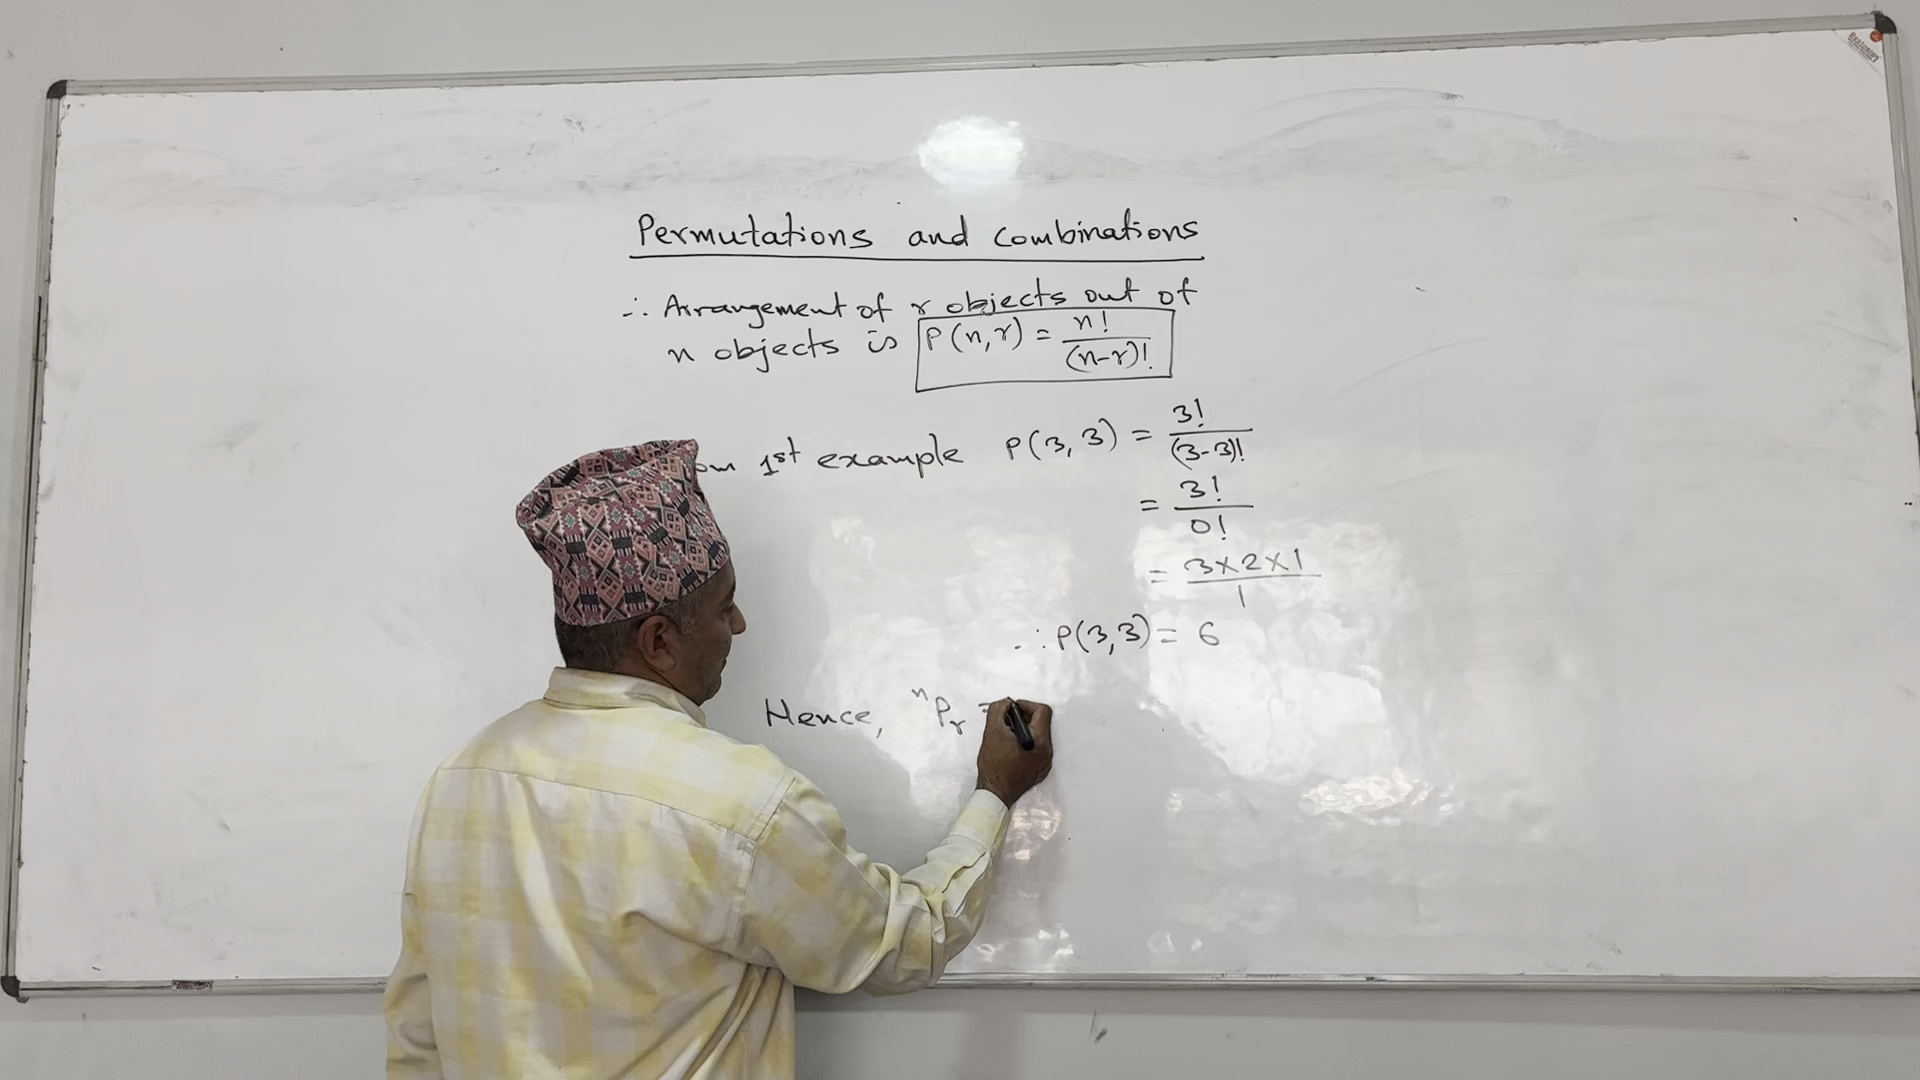 Permutations and combinations
∴ Arrangement of r objects out of
n objects is P(n,r) = n!/(n-r)!
1st example P(3, 3) = 3!/(3-3)!
= 3!/0!
= 3×2×1/1
∴ P(3,3) = 6
Hence, ⁿPᵣ =